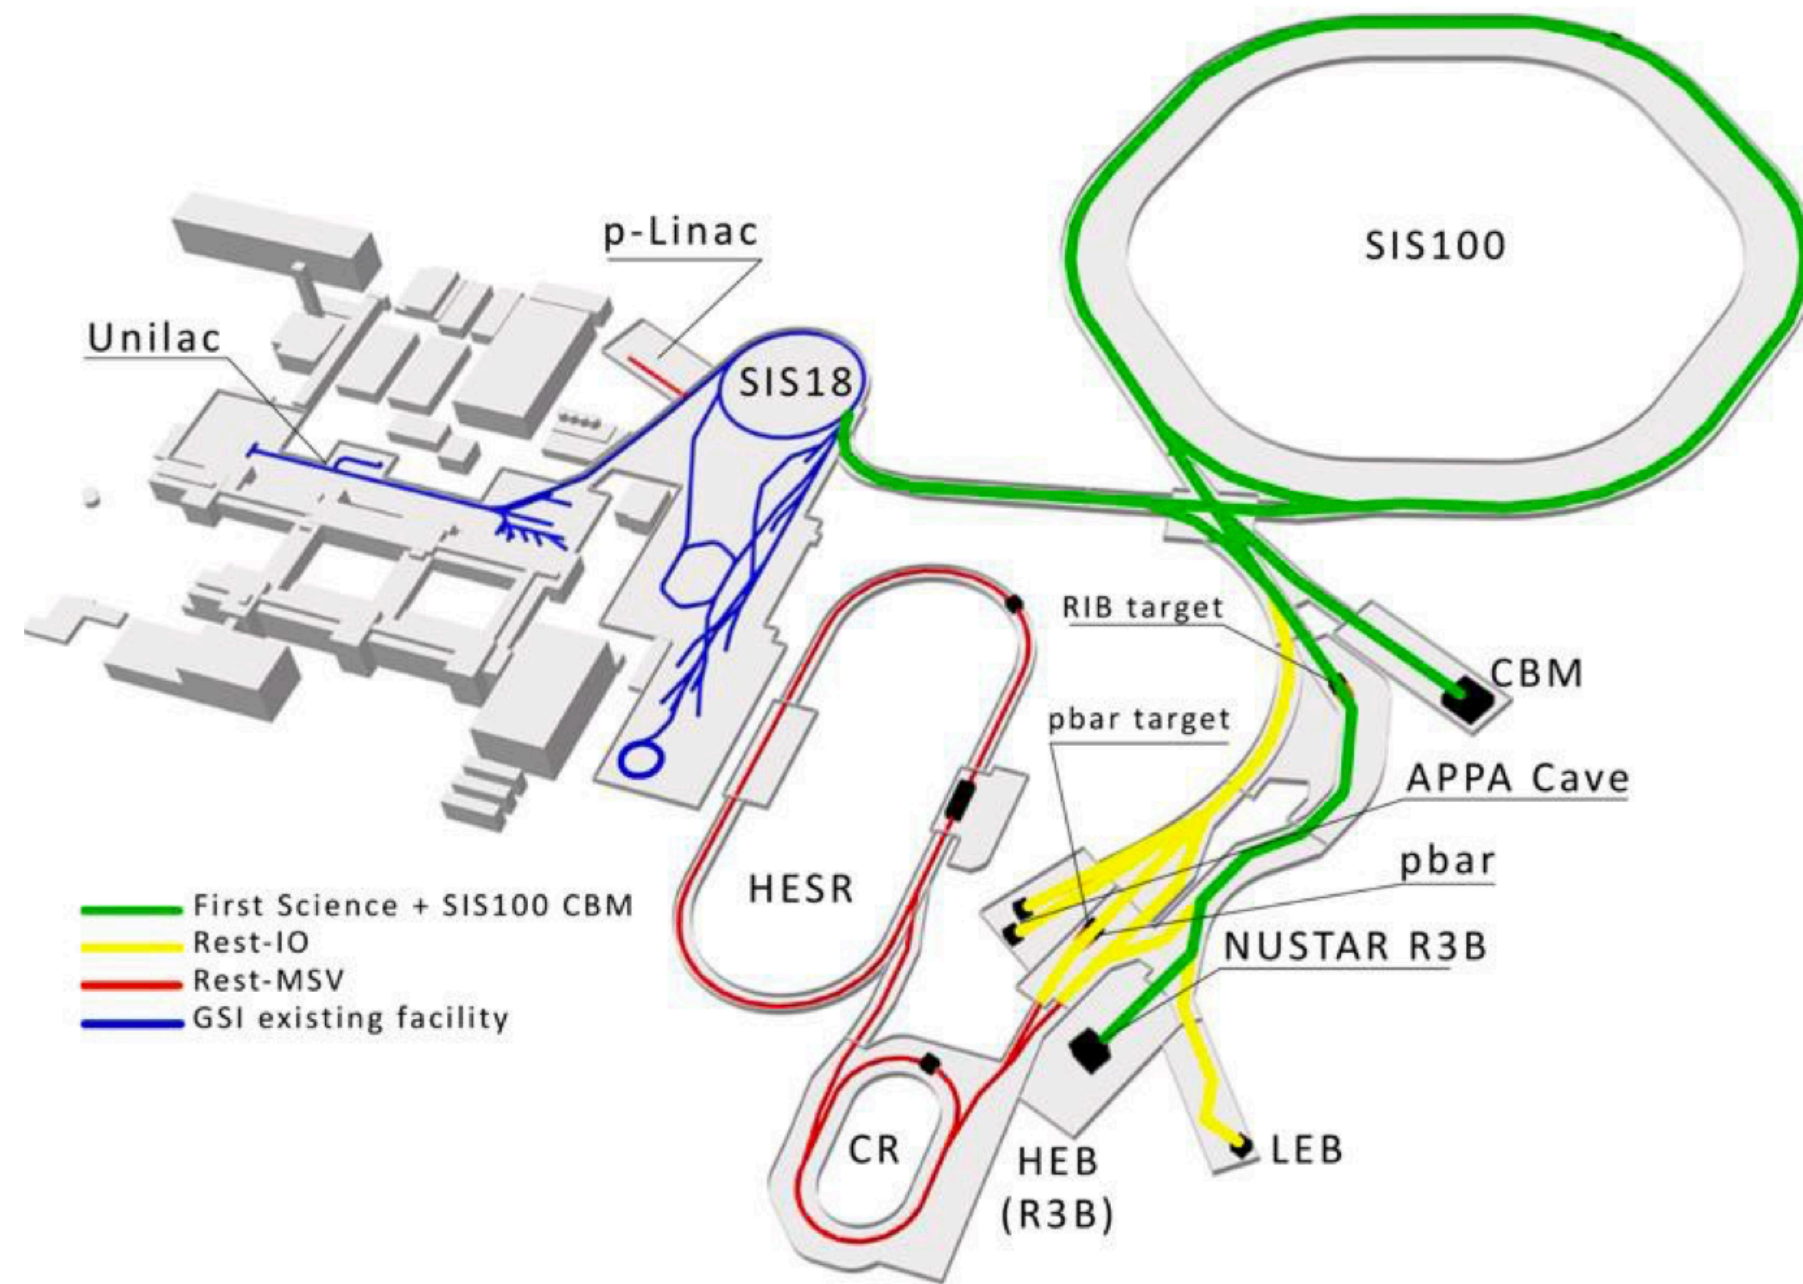 SIS100
p-Linac
Unilac
SIS18
RIB target
CBM
pbar target
APPA Cave
pbar
HESR
First Science + SIS100 CBM
Rest-IO
Rest-MSV
GSI existing facility
NUSTAR R3B
CR
HEB
(R3B)
LEB